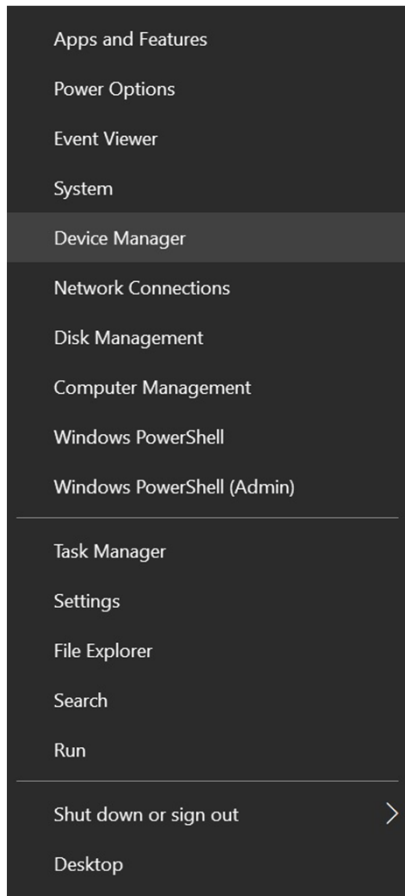 Apps and Features
Power Options
Event Viewer
System
Device Manager
Network Connections
Disk Management
Computer Management
Windows PowerShell
Windows PowerShell (Admin)
Task Manager
Settings
File Explorer
Search
Run
Shut down or sign out
Desktop